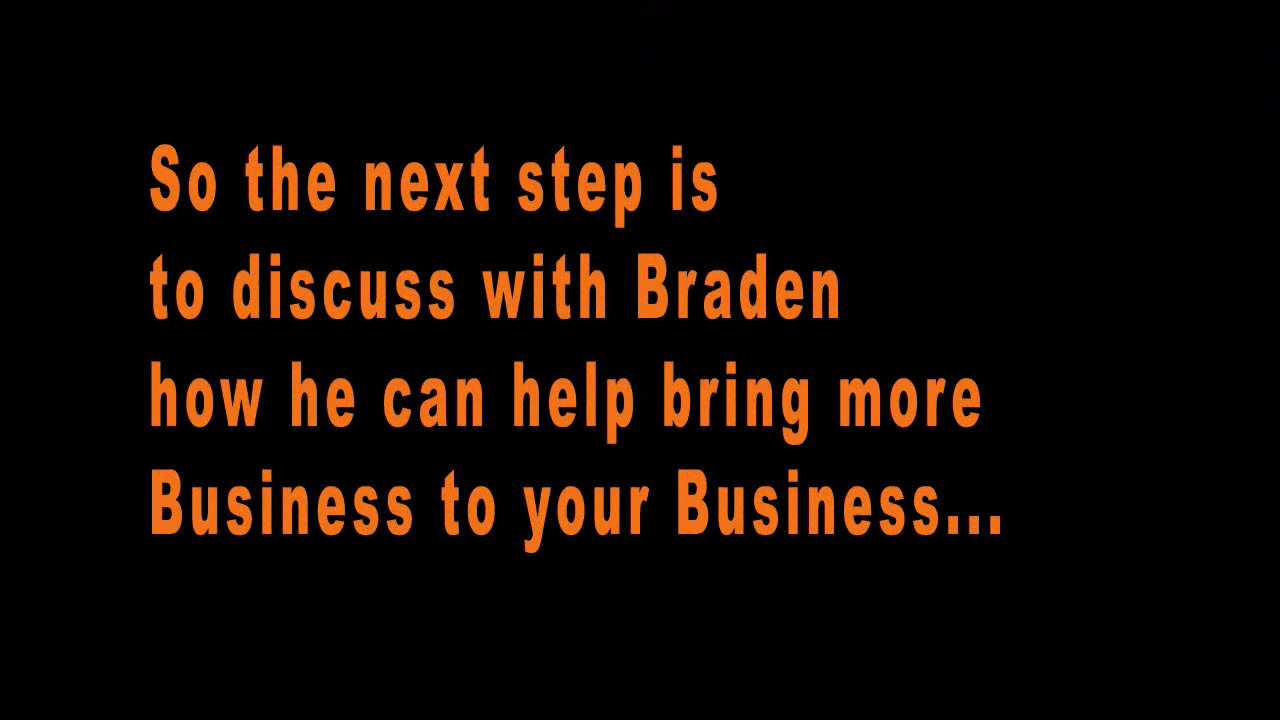 So the next step is
to discuss with Braden
how he can help bring more
Business to your Business...